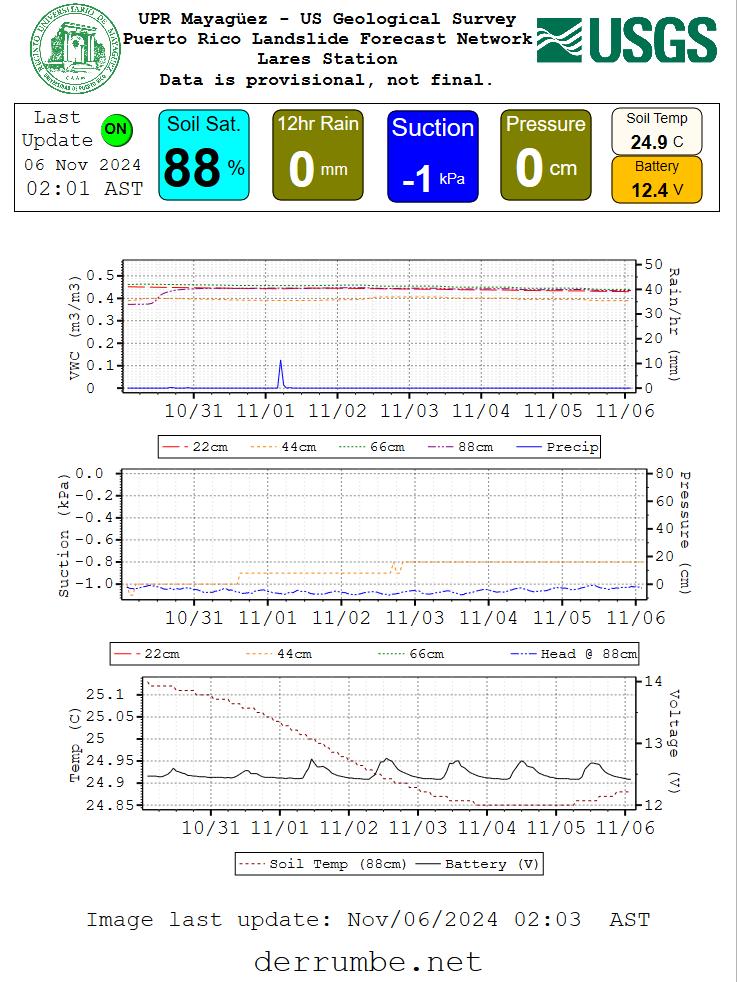 UPR Mayagüez - US Geological Survey
Puerto Rico Landslide Forecast Network
Lares Station
Data is provisional, not final.
USGS
Last
Update
ON
06 Nov 2024
02:01 AST
Soil Sat.
88 %
12hr Rain
0 mm
Suction
-1 kPa
Pressure
0 cm
Soil Temp
24.9 C
Battery
12.4 V
VWC (m3/m3)
0.5
0.4
0.3
0.2
0.1
0
50
40
30
20
10
0
Rain/hr (mm)
10/31 11/01 11/02 11/03 11/04 11/05 11/06
22cm 44cm 66cm 88cm Precip
Suction (kPa)
0.0
-0.2
-0.4
-0.6
-0.8
-1.0
80
60
40
20
0
Pressure (cm)
10/31 11/01 11/02 11/03 11/04 11/05 11/06
22cm 44cm 66cm Head @ 88cm
Temp (C)
25.1
25.05
25
24.95
24.9
24.85
14
13
12
Voltage (V)
10/31 11/01 11/02 11/03 11/04 11/05 11/06
Soil Temp (88cm) Battery (V)
Image last update: Nov/06/2024 02:03 AST
derrumbe.net